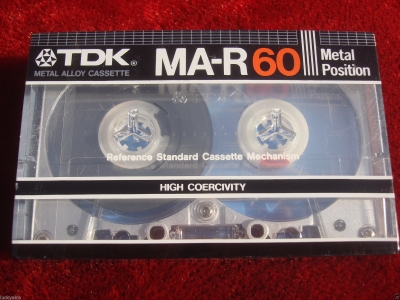 TDK® MA-R60 Metal
METAL ALLOY CASSETTE Position
Reference Standard Cassette Mechanism
HIGH COERCIVITY